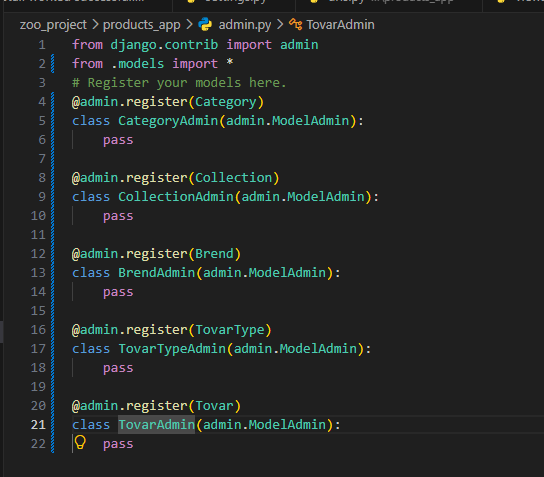 zoo_project > products_app > admin.py > TovarAdmin
1 from django.contrib import admin
2 from .models import *
3 # Register your models here.
4 @admin.register(Category)
5 class CategoryAdmin(admin.ModelAdmin):
6     pass
7
8 @admin.register(Collection)
9 class CollectionAdmin(admin.ModelAdmin):
10     pass
11
12 @admin.register(Brend)
13 class BrendAdmin(admin.ModelAdmin):
14     pass
15
16 @admin.register(TovarType)
17 class TovarTypeAdmin(admin.ModelAdmin):
18     pass
19
20 @admin.register(Tovar)
21 class TovarAdmin(admin.ModelAdmin):
22     pass